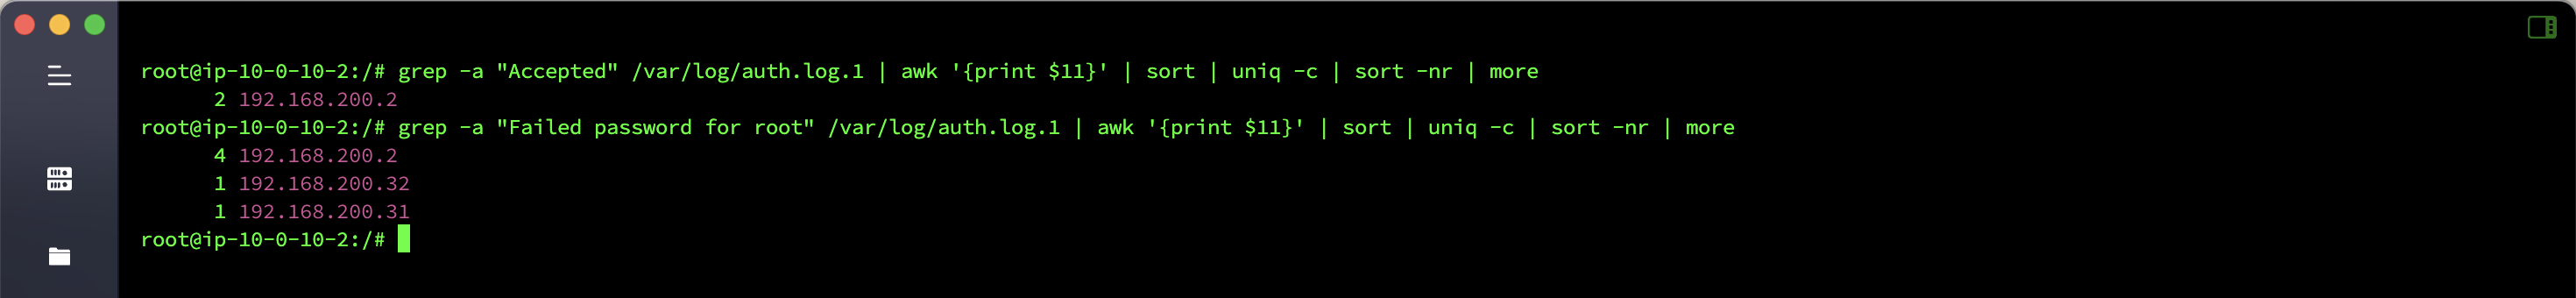 root@ip-10-0-10-2:/# grep -a "Accepted" /var/log/auth.log.1 | awk '{print $11}' | sort | uniq -c | sort -nr | more
      2 192.168.200.2
root@ip-10-0-10-2:/# grep -a "Failed password for root" /var/log/auth.log.1 | awk '{print $11}' | sort | uniq -c | sort -nr | more
      4 192.168.200.2
      1 192.168.200.32
      1 192.168.200.31
root@ip-10-0-10-2:/#